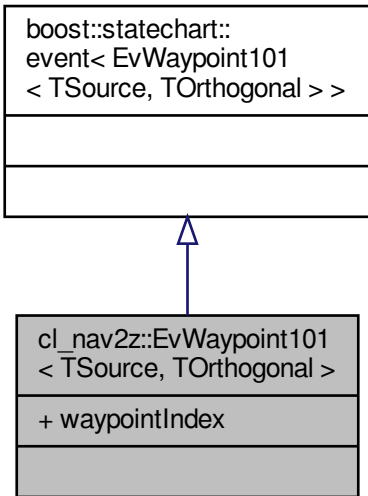 boost::statechart::
event< EvWaypoint101
< TSource, TOrthogonal > >
cl_nav2z::EvWaypoint101
< TSource, TOrthogonal >
+ waypointIndex